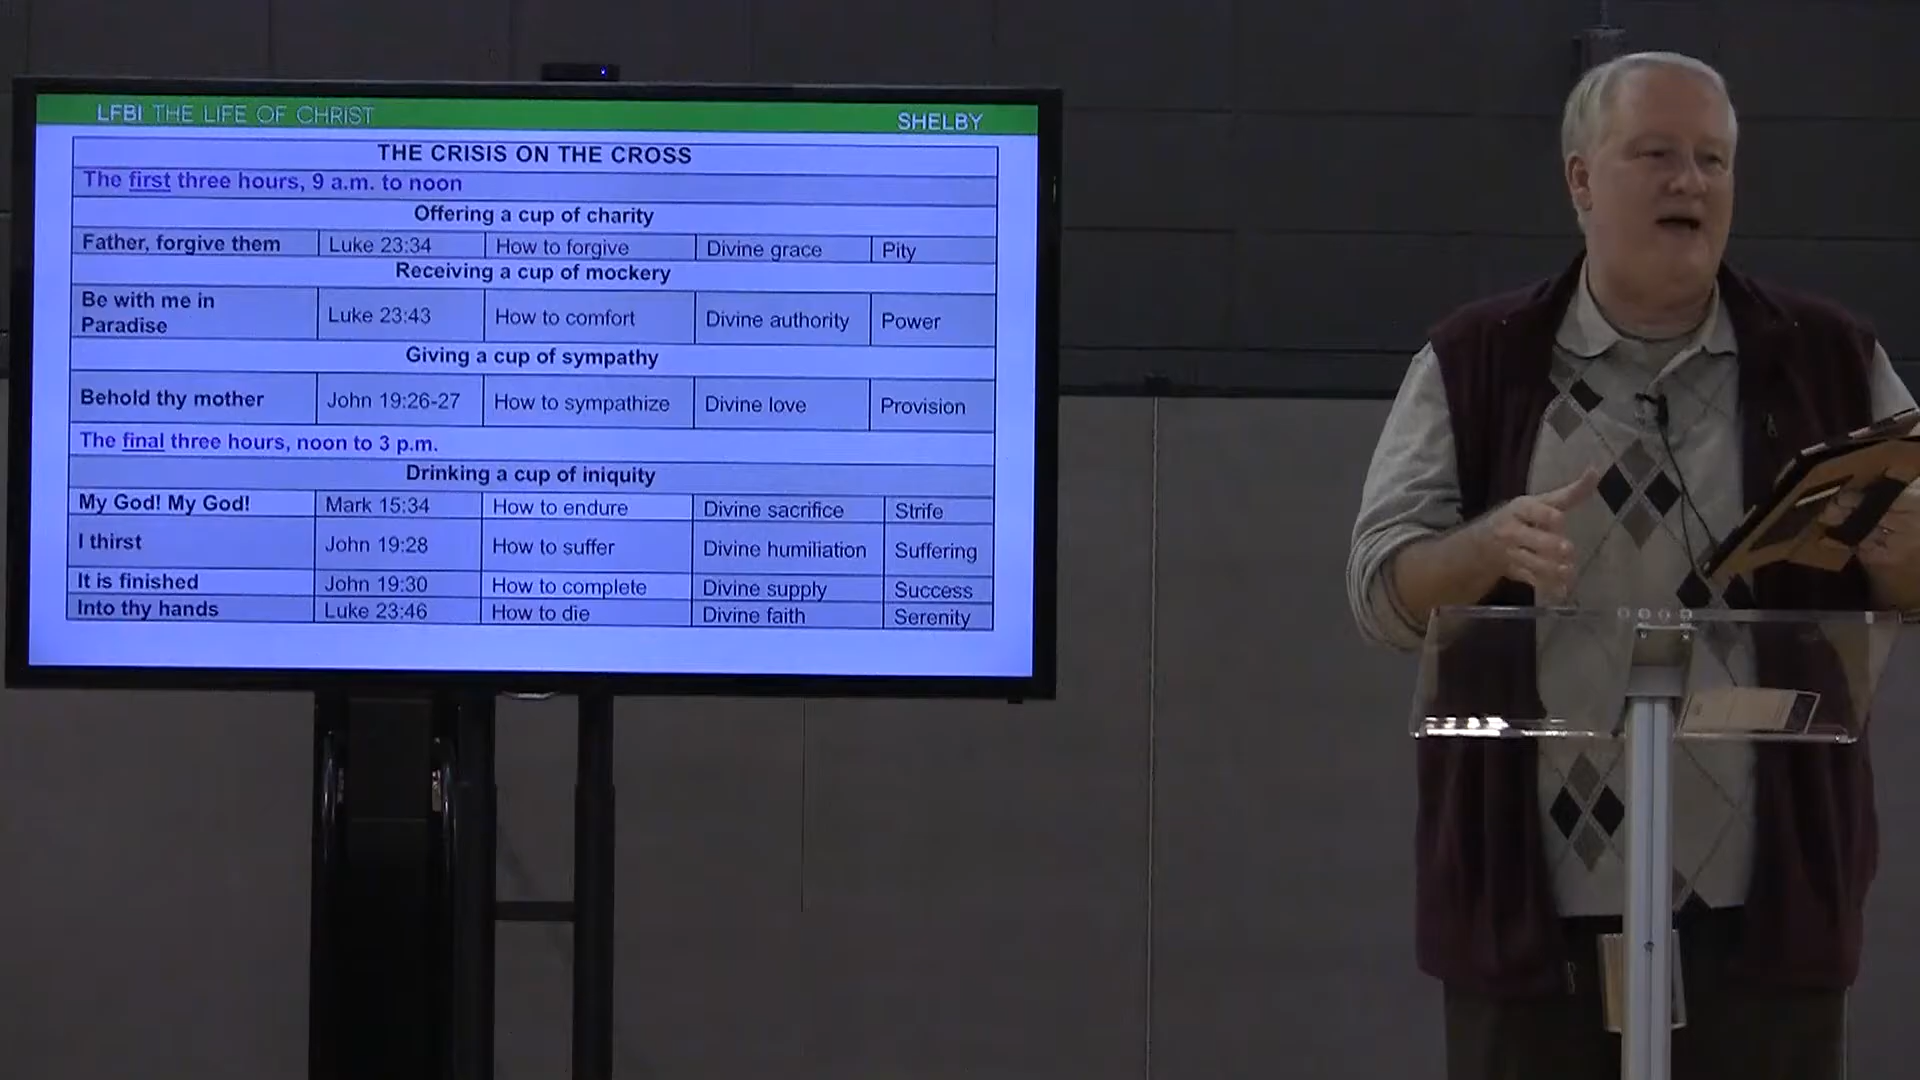 LFBI THE LIFE OF CHRIST
SHELBY
THE CRISIS ON THE CROSS
The first three hours, 9 a.m. to noon
Offering a cup of charity
Father, forgive them Luke 23:34 How to forgive Divine grace Pity
Receiving a cup of mockery
Be with me in
Paradise Luke 23:43 How to comfort Divine authority Power
Giving a cup of sympathy
Behold thy mother John 19:26-27 How to sympathize Divine love Provision
The final three hours, noon to 3 p.m.
Drinking a cup of iniquity
My God! My God! Mark 15:34 How to endure Divine sacrifice Strife
I thirst John 19:28 How to suffer Divine humiliation Suffering
It is finished John 19:30 How to complete Divine supply Success
Into thy hands Luke 23:46 How to die Divine faith Serenity